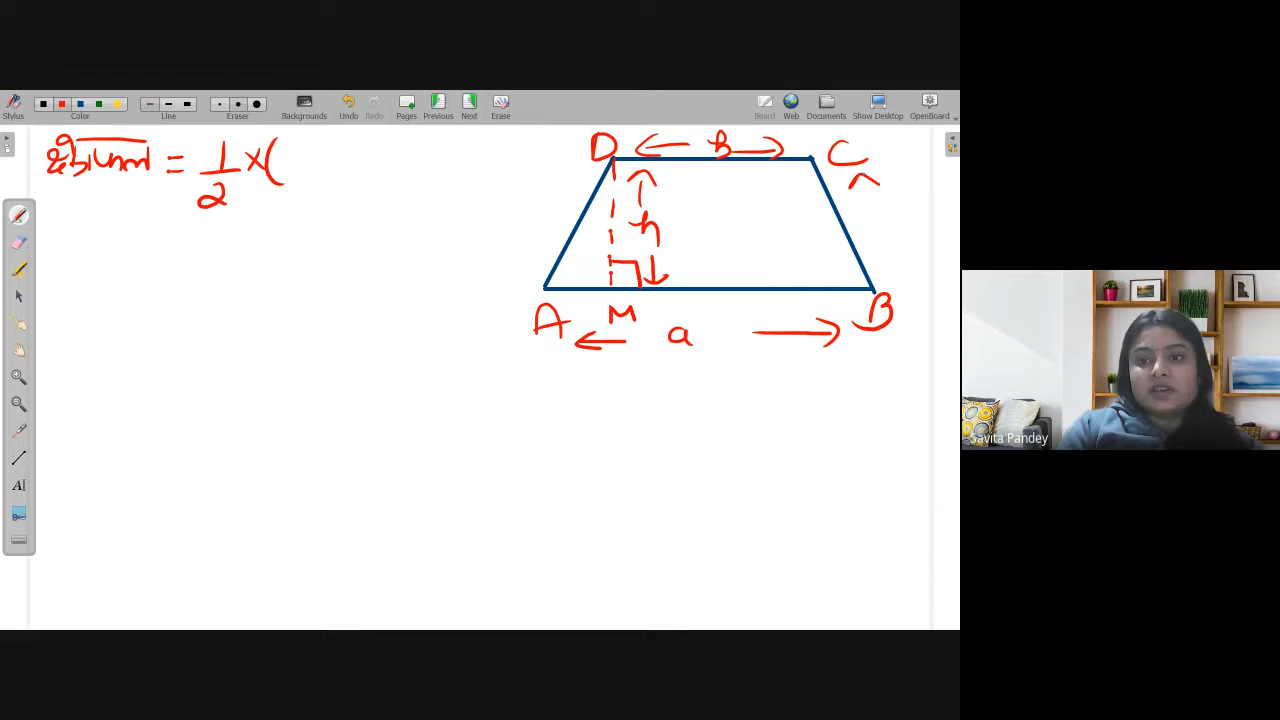 Stylus
Color
Line
Eraser
Backgrounds
Undo
Redo
Pages
Previous
Next
Erase
Board
Web
Documents
Show Desktop
OpenBoard
क्षेत्रफल = 1/2 × (
D ← B → C
h
A M B
← a →
Savita Pandey